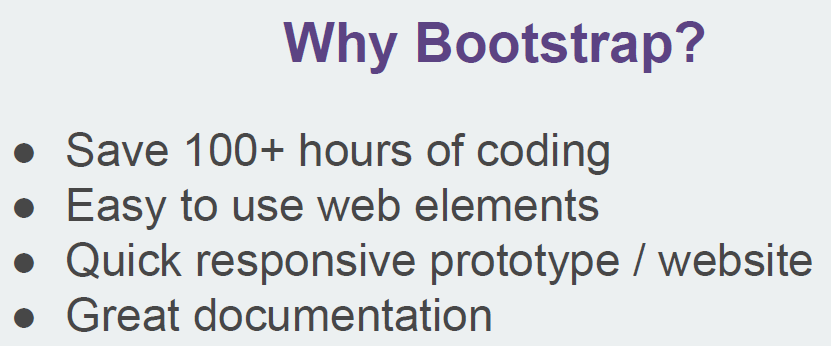 Why Bootstrap?
● Save 100+ hours of coding
● Easy to use web elements
● Quick responsive prototype / website
● Great documentation